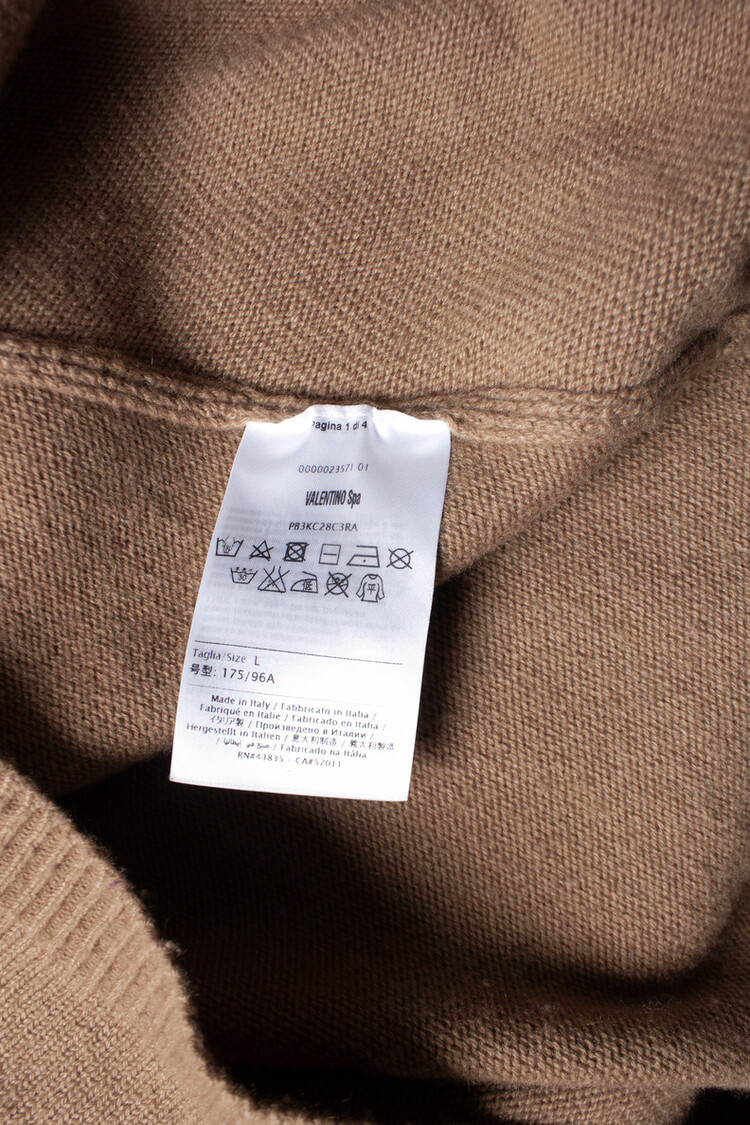 Pagina 1 di 4
0000023571 01
VALENTINO Spa
PB3KC28C3RA
30
低
平
Taglia/Size L
号型: 175/96A
Made in Italy / Fabbricato in Italia /
Fabriqué en Italie / Fabricado en Italia /
イタリア製 / Произведено в Италии /
Hergestellt in Italien / 意大利制造 / 義大利製造
/ صنع في إيطاليا / Fabricado na Itália
RN#43835 - CA#57011